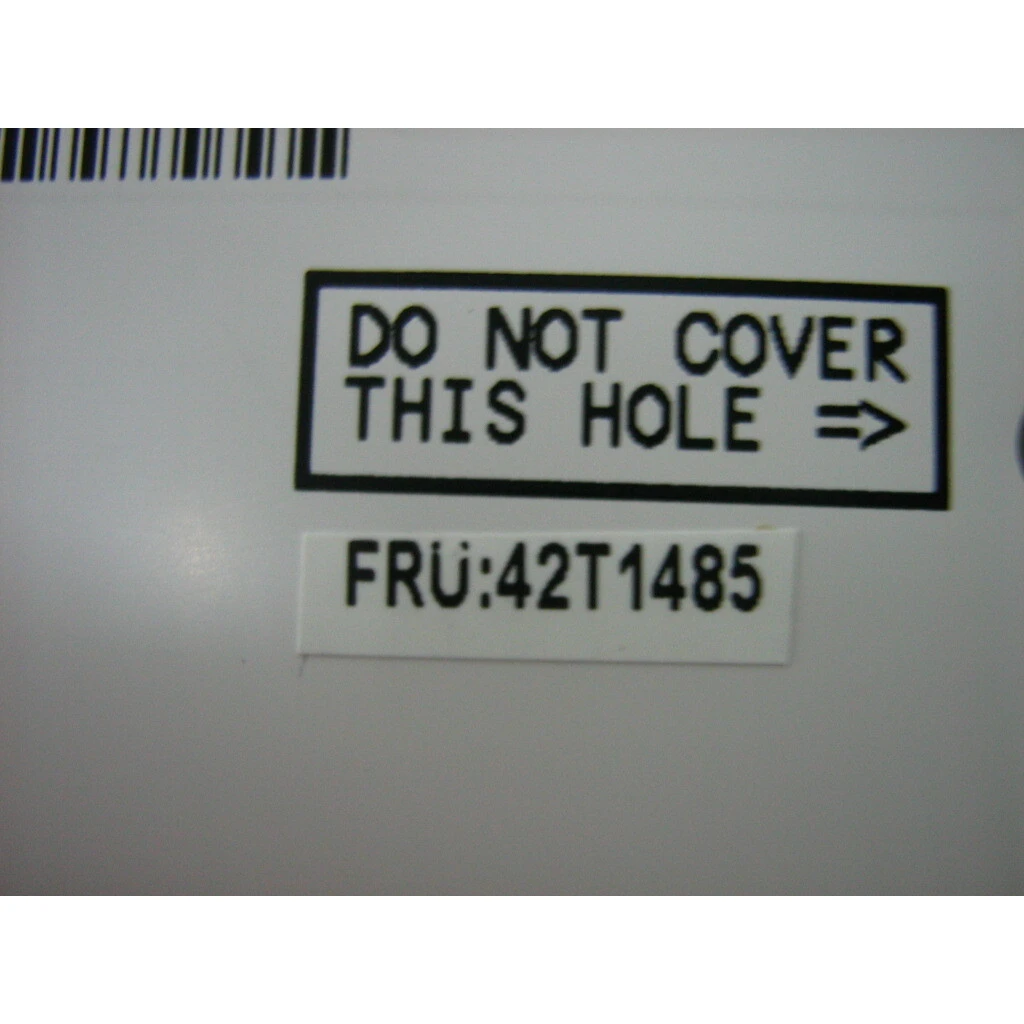 DO NOT COVER
THIS HOLE =>
FRU:42T1485